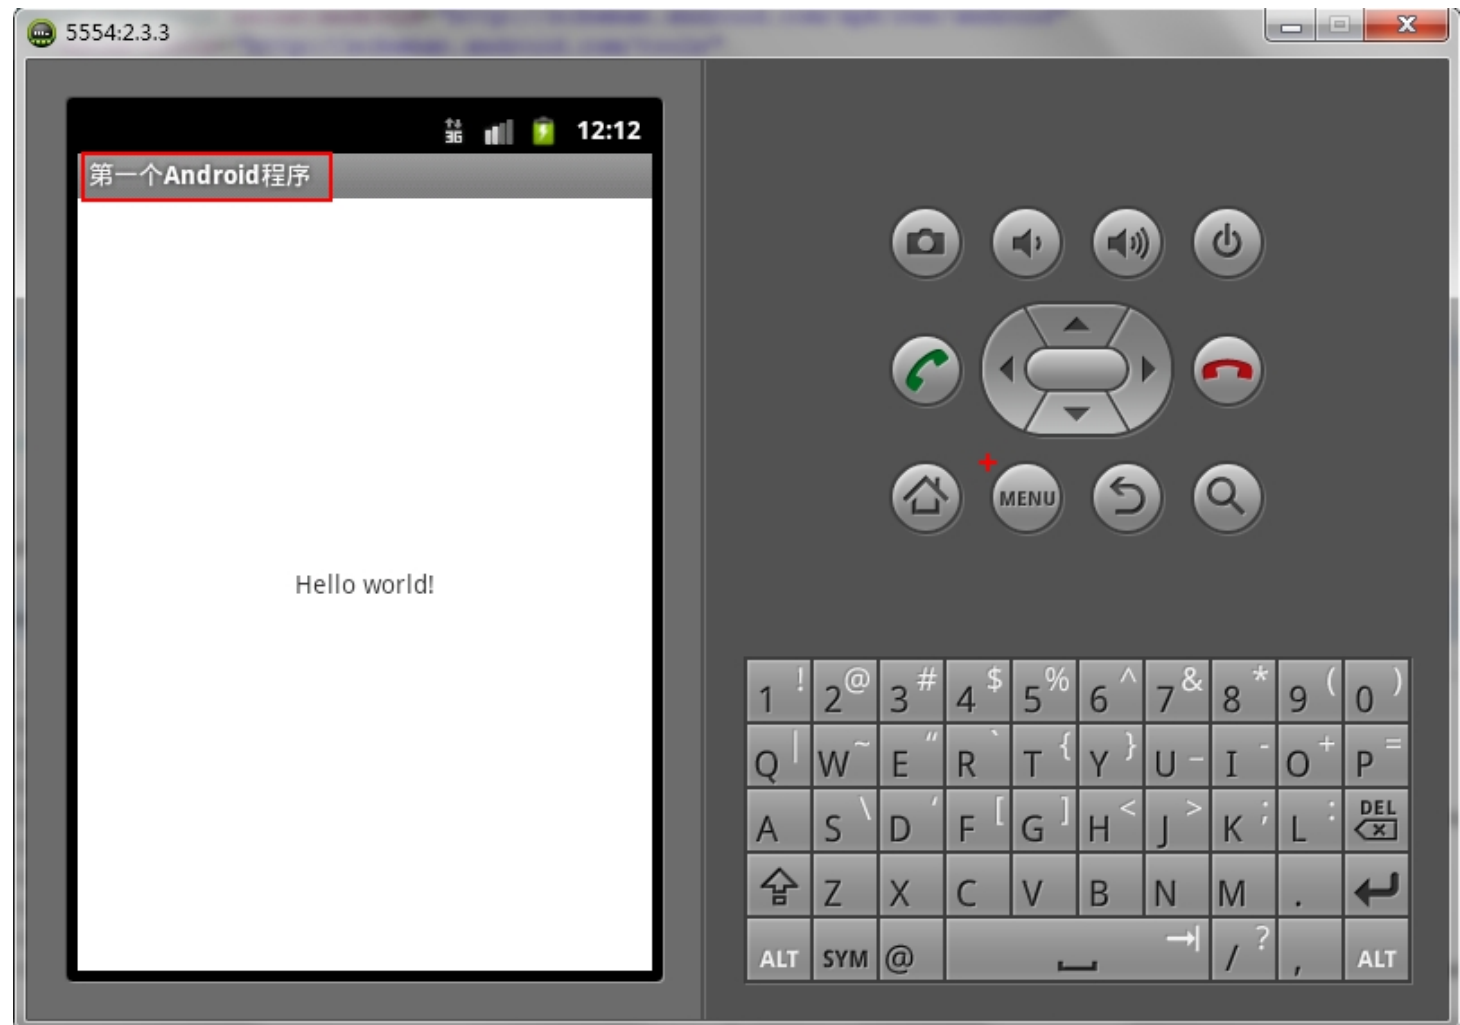 5554:2.3.3
3G 12:12
第一个Android程序
Hello world!
MENU
1 ! 2 @ 3 # 4 $ 5 % 6 ^ 7 & 8 * 9 ( 0 )
Q | W ~ E “ R ` T { Y } U _ I - O + P =
A S \ D ‘ F [ G ] H < J > K ; L : DEL
Z X C V B N M .
ALT SYM @ / ? , ALT